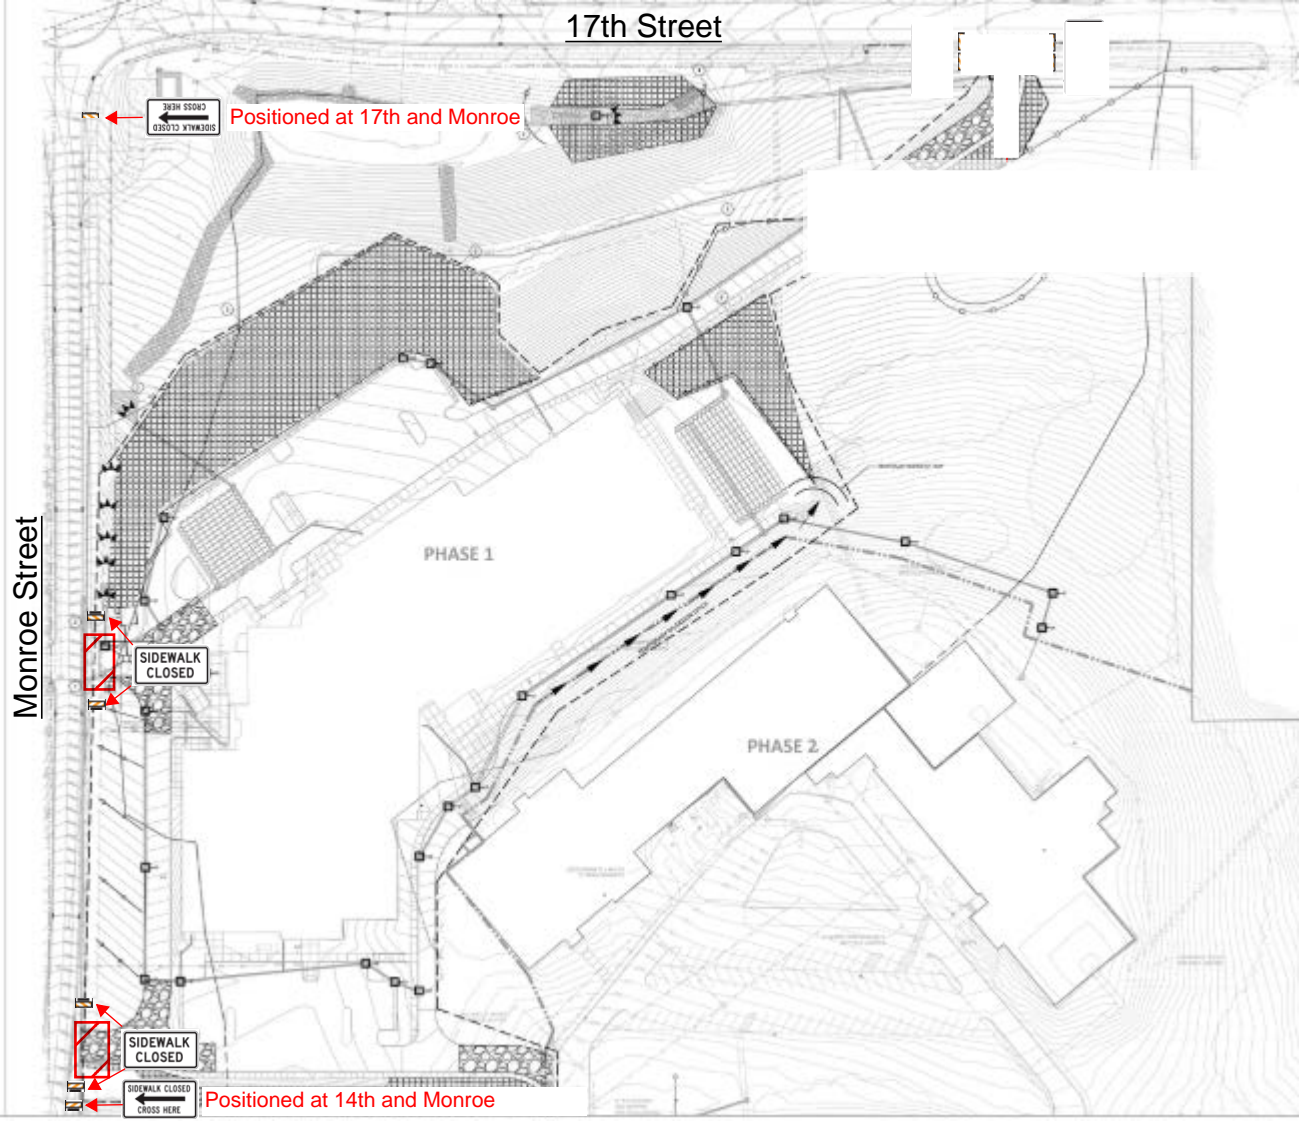 17th Street
SIDEWALK CLOSED
CROSS HERE
Positioned at 17th and Monroe
Monroe Street
PHASE 1
SIDEWALK
CLOSED
PHASE 2
SIDEWALK
CLOSED
SIDEWALK CLOSED
CROSS HERE
Positioned at 14th and Monroe